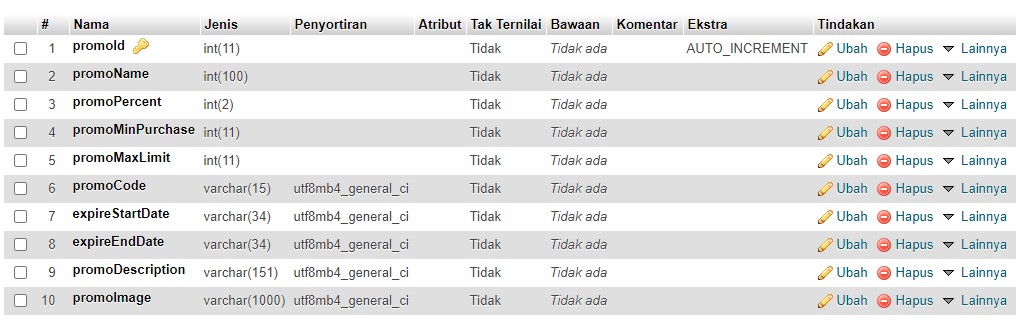 # Nama Jenis Penyortiran Atribut Tak Ternilai Bawaan Komentar Ekstra Tindakan
1 promoId int(11) Tidak Tidak ada AUTO_INCREMENT Ubah Hapus Lainnya
2 promoName int(100) Tidak Tidak ada Ubah Hapus Lainnya
3 promoPercent int(2) Tidak Tidak ada Ubah Hapus Lainnya
4 promoMinPurchase int(11) Tidak Tidak ada Ubah Hapus Lainnya
5 promoMaxLimit int(11) Tidak Tidak ada Ubah Hapus Lainnya
6 promoCode varchar(15) utf8mb4_general_ci Tidak Tidak ada Ubah Hapus Lainnya
7 expireStartDate varchar(34) utf8mb4_general_ci Tidak Tidak ada Ubah Hapus Lainnya
8 expireEndDate varchar(34) utf8mb4_general_ci Tidak Tidak ada Ubah Hapus Lainnya
9 promoDescription varchar(151) utf8mb4_general_ci Tidak Tidak ada Ubah Hapus Lainnya
10 promoImage varchar(1000) utf8mb4_general_ci Tidak Tidak ada Ubah Hapus Lainnya